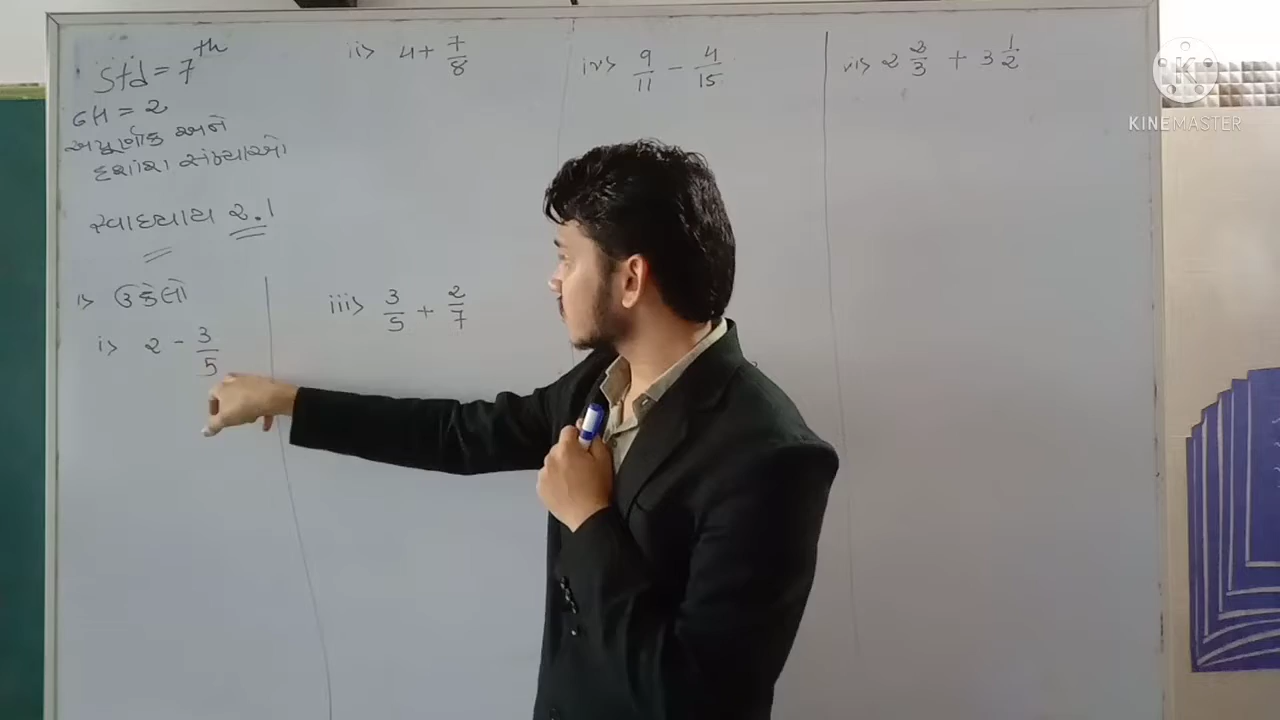 Std = 7th
CH = 2
અપૂર્ણાંક અને
દશાંશ સંખ્યાઓ
સ્વાધ્યાય 2.1
1> ઉકેલો
i> 2 - 3/5
ii> 4 + 7/8
iii> 3/5 + 2/7
iv> 9/11 - 4/15
vi> 2 2/3 + 3 1/2
K
KINEMASTER